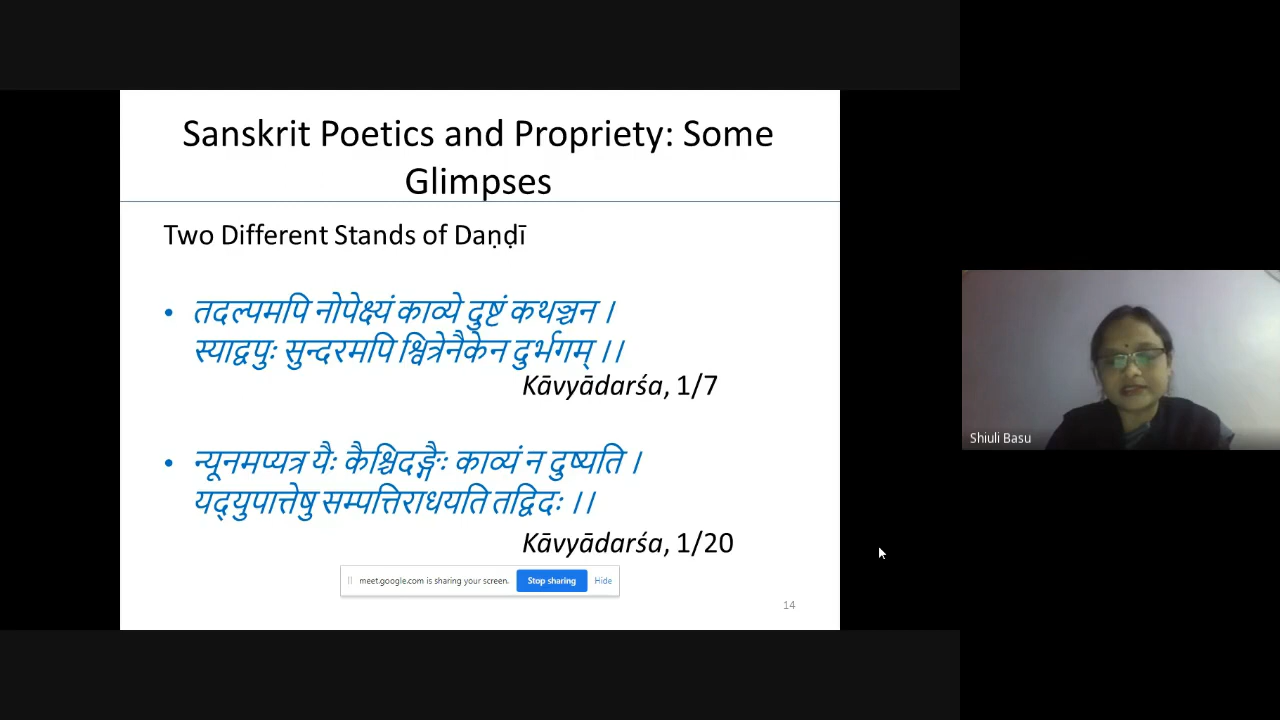 Sanskrit Poetics and Propriety: Some
Glimpses
Two Different Stands of Daṇḍī
• तदल्पमपि नोपेक्ष्यं काव्ये दुष्टं कथञ्चन ।
स्याद्वपुः सुन्दरमपि श्वित्रेनैकेन दुर्भगम् ।।
Kāvyādarśa, 1/7
• न्यूनमप्यत्र यैः कैश्चिदङ्गैः काव्यं न दुष्यति ।
यद्युपात्तेषु सम्पत्तिराधयति तद्विदः ।।
Kāvyādarśa, 1/20
meet.google.com is sharing your screen. Stop sharing Hide
14
Shiuli Basu